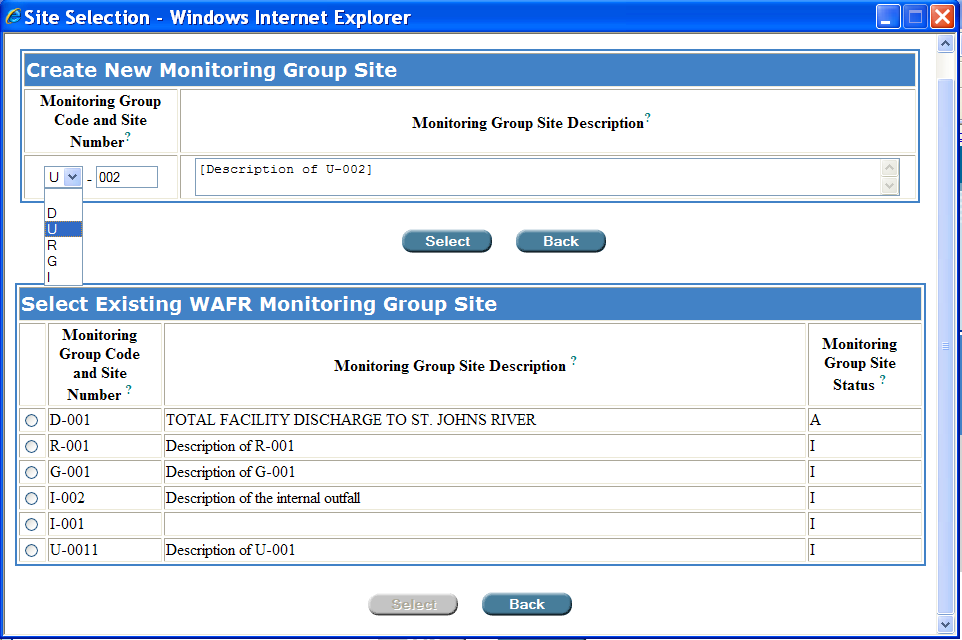 Site Selection - Windows Internet Explorer
Create New Monitoring Group Site
Monitoring Group
Code and Site
Number?
Monitoring Group Site Description?
U - 002
[Description of U-002]
D
U
R
G
I
Select Back
Select Existing WAFR Monitoring Group Site
Monitoring
Group Code
and Site
Number ?
Monitoring Group Site Description ?
Monitoring
Group Site
Status ?
D-001 TOTAL FACILITY DISCHARGE TO ST. JOHNS RIVER A
R-001 Description of R-001 I
G-001 Description of G-001 I
I-002 Description of the internal outfall I
I-001 I
U-0011 Description of U-001 I
Select Back